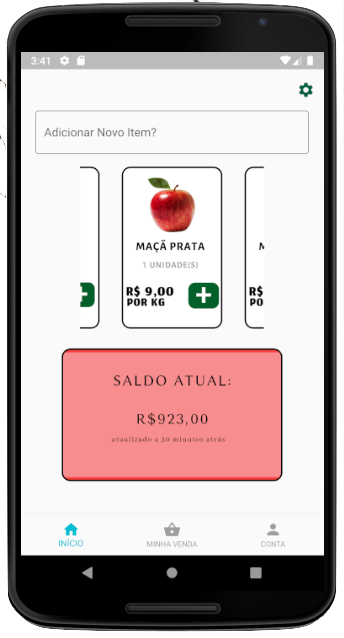 3:41
Adicionar Novo Item?
MAÇÃ PRATA
1 UNIDADE(S)
R$ 9,00
POR KG
R$
PO
SALDO ATUAL:
R$923,00
atualizado a 20 minutos atrás
INÍCIO
MINHA VENDA
CONTA